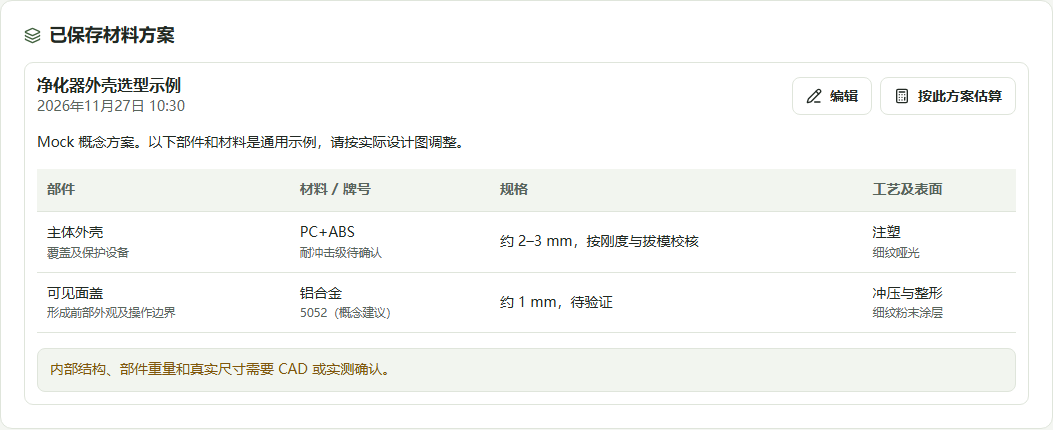 已保存材料方案
净化器外壳选型示例
2026年11月27日 10:30
编辑
按此方案估算
Mock 概念方案。以下部件和材料是通用示例，请按实际设计图调整。
部件 材料 / 牌号 规格 工艺及表面
主体外壳 PC+ABS 约 2–3 mm，按刚度与拔模校核 注塑
覆盖及保护设备 耐冲击级待确认 细纹哑光
可见面盖 铝合金 约 1 mm，待验证 冲压与整形
形成前部外观及操作边界 5052（概念建议） 细纹粉末涂层
内部结构、部件重量和真实尺寸需要 CAD 或实测确认。